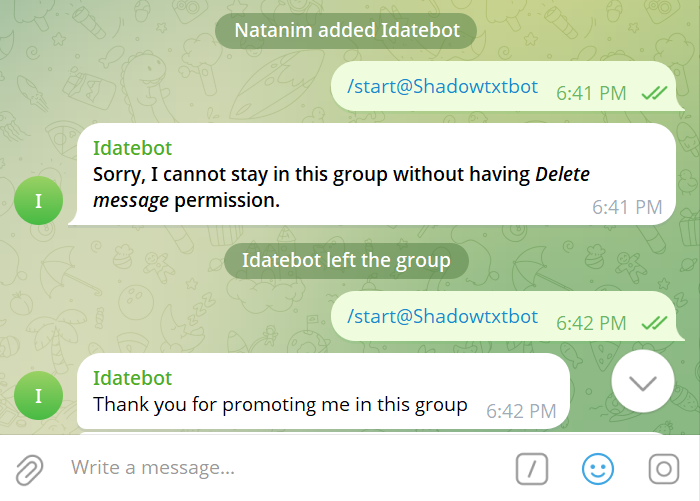 Natanim added Idatebot
/start@Shadowtxtbot 6:41 PM
Idatebot
Sorry, I cannot stay in this group without having Delete
message permission.
6:41 PM
I
Idatebot left the group
/start@Shadowtxtbot 6:42 PM
Idatebot
Thank you for promoting me in this group 6:42 PM
I
Write a message...